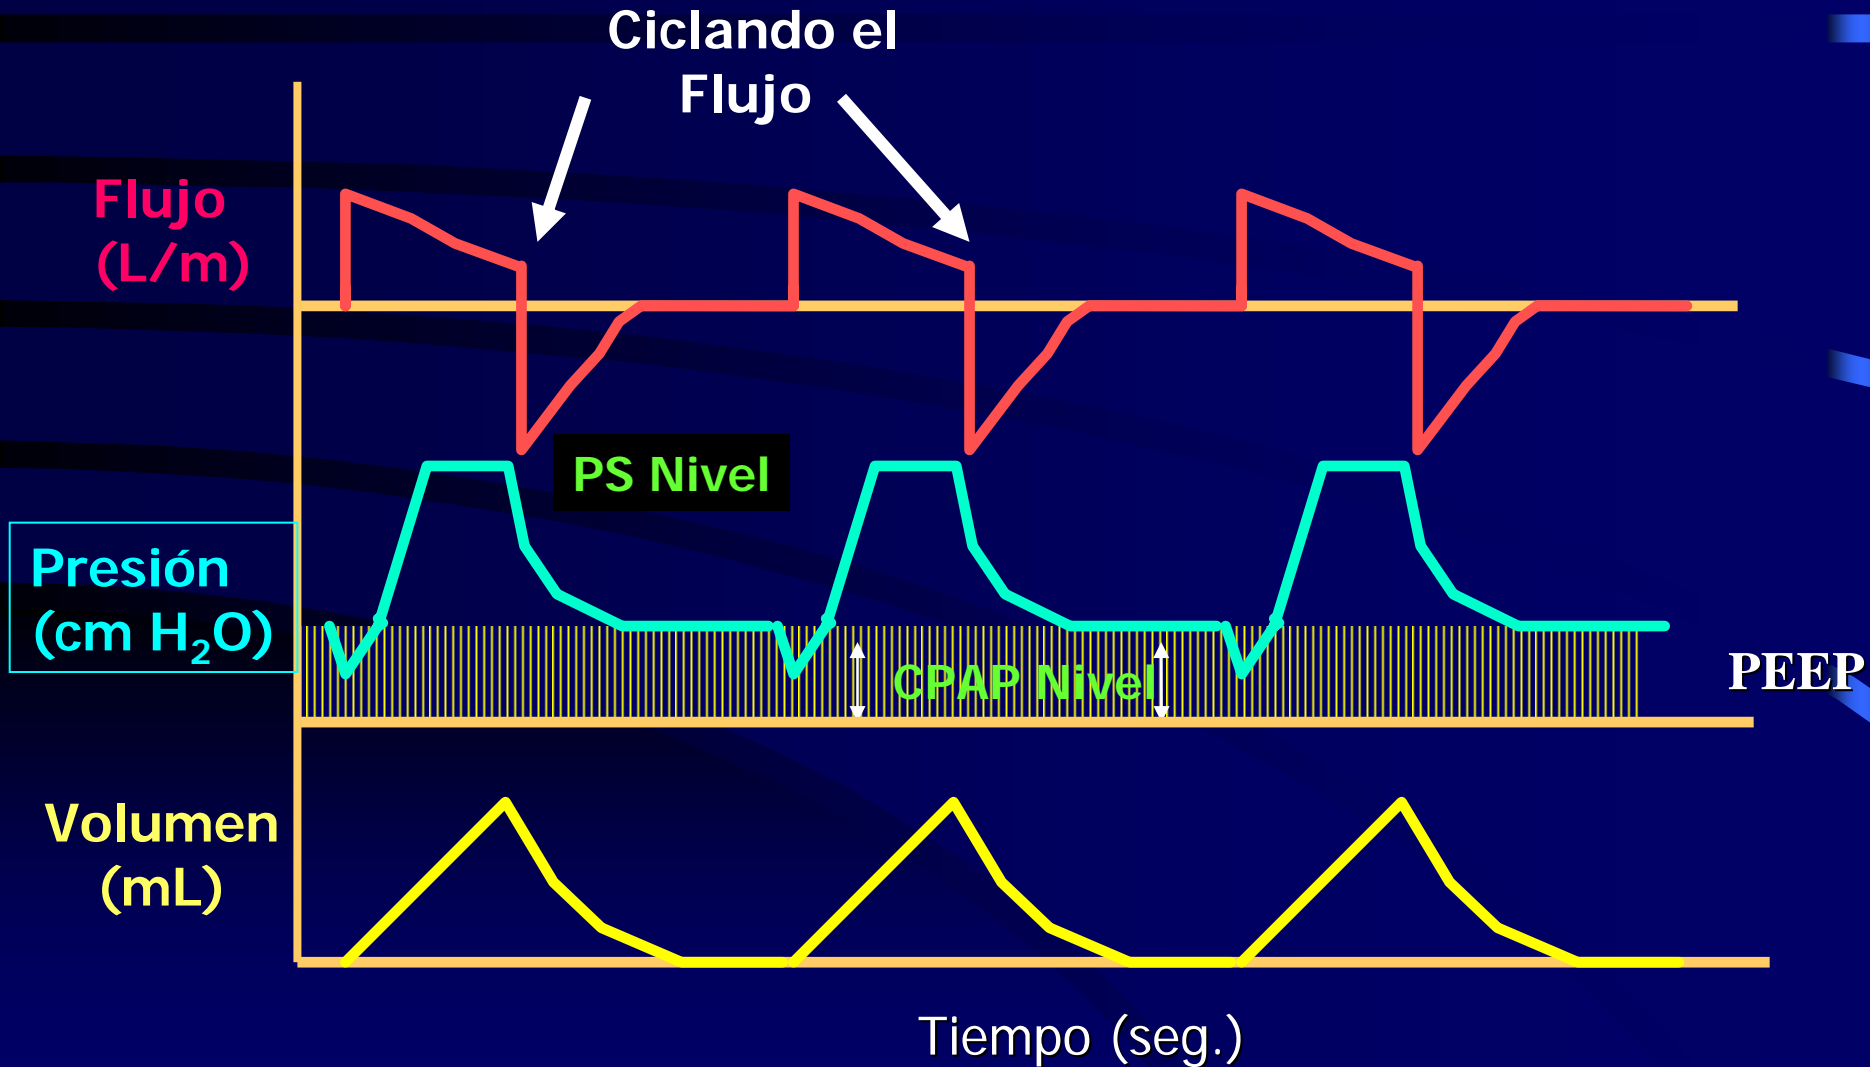 Ciclando el
Flujo
Flujo
(L/m)
PS Nivel
Presión
(cm H₂O)
CPAP Nivel
PEEP
Volumen
(mL)
Tiempo (seg.)